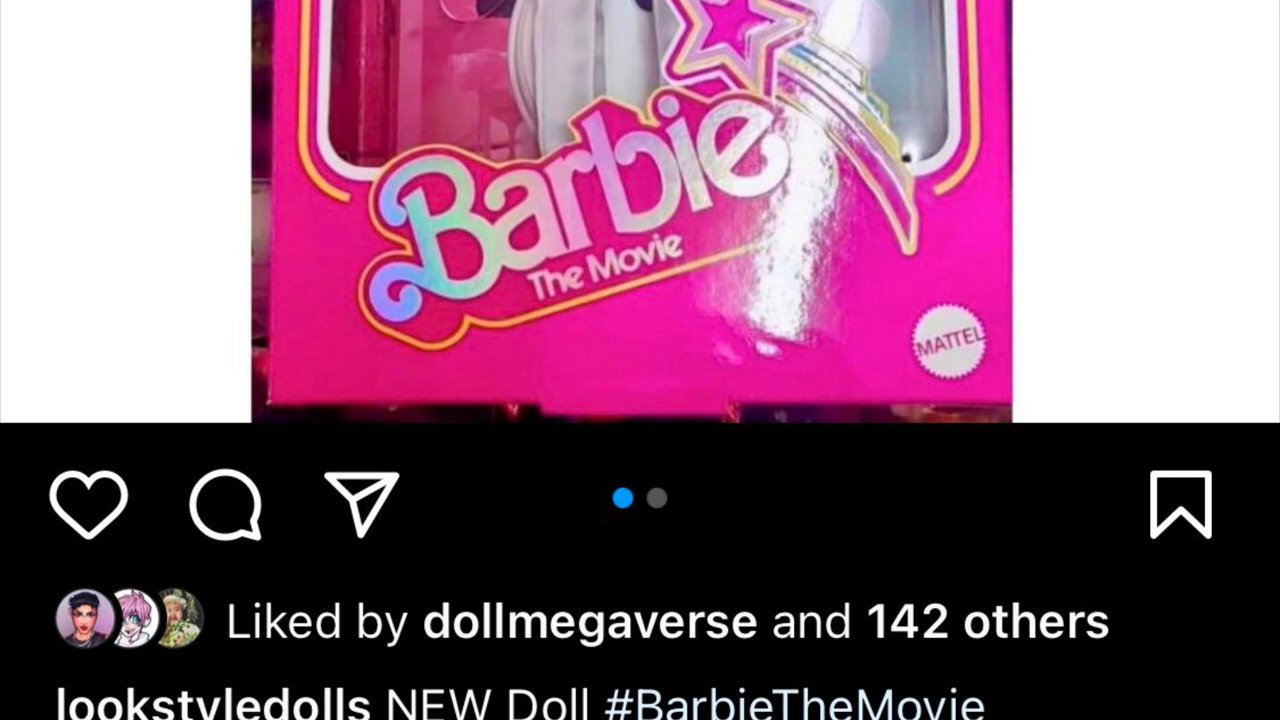 Barbie
The Movie
MATTEL
Liked by dollmegaverse and 142 others
lookstyledolls NEW Doll #BarbieTheMovie